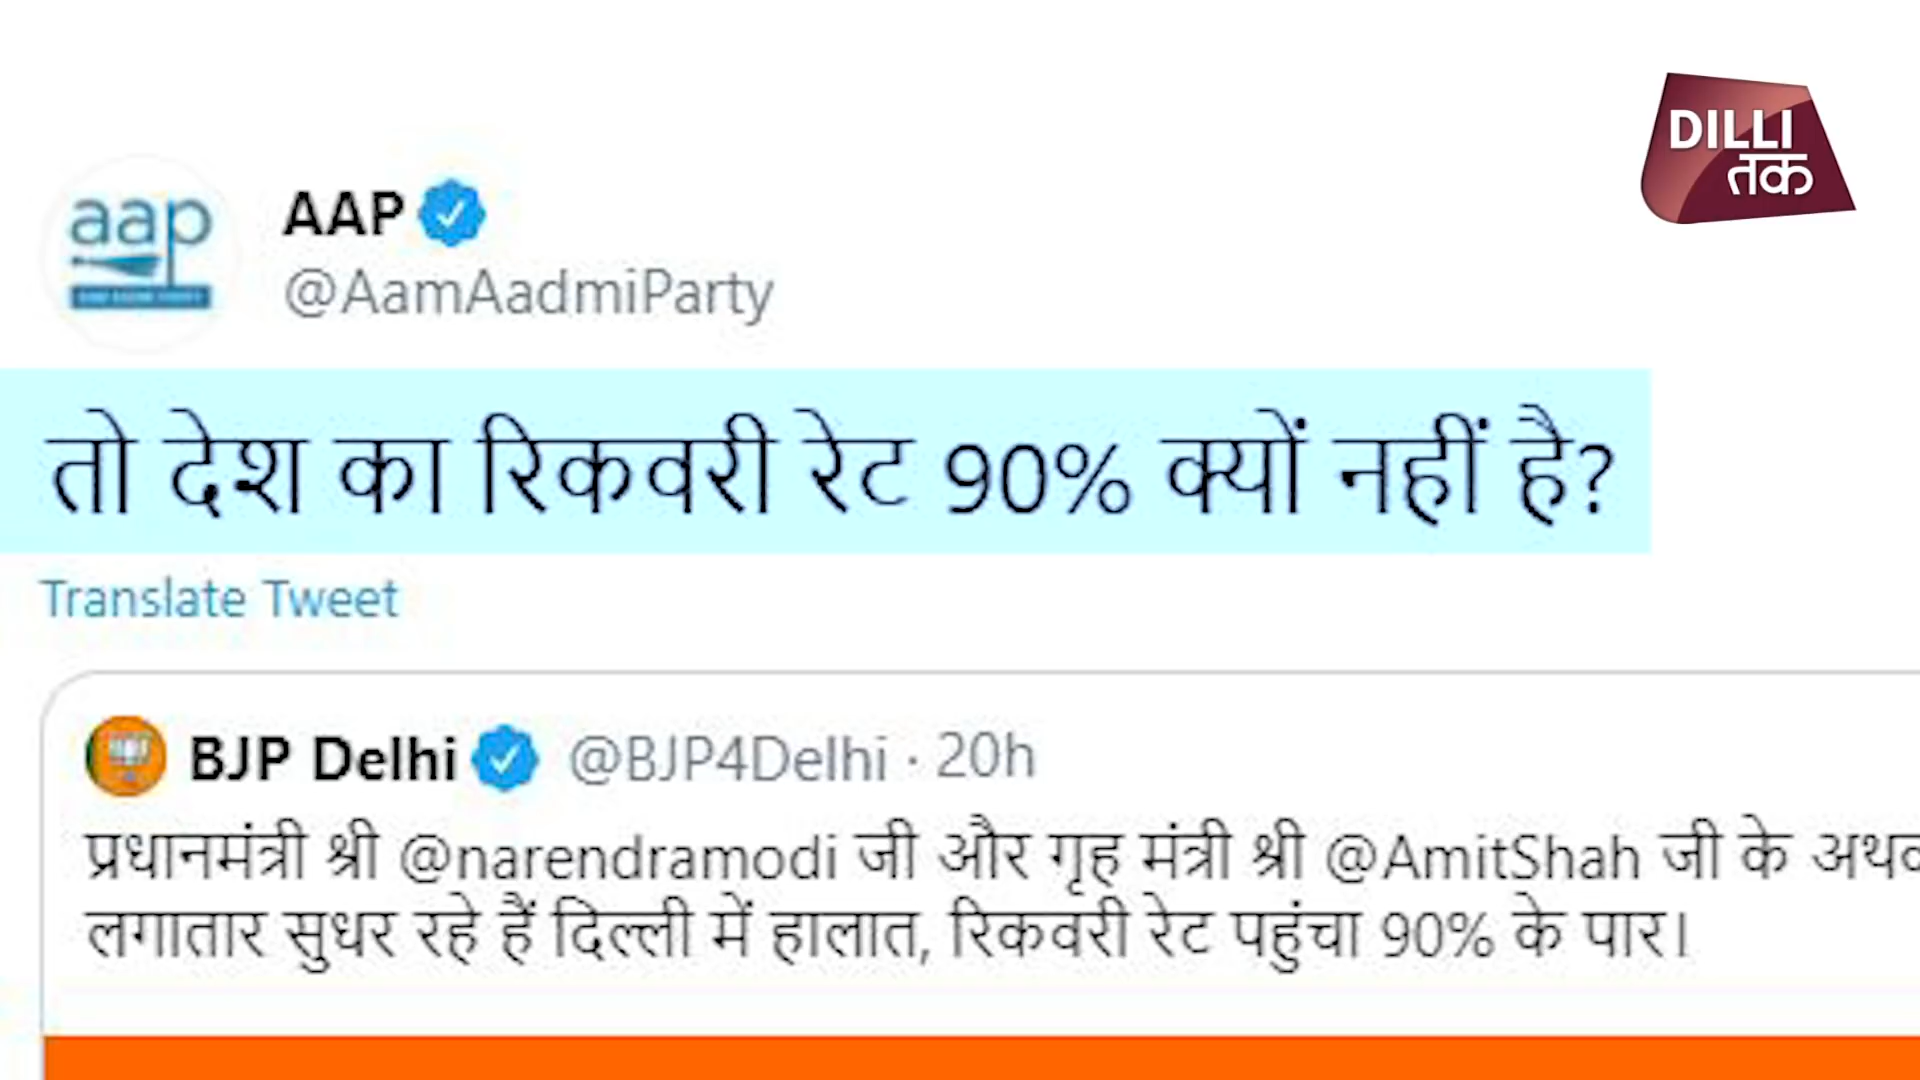 DILLI
तक
aap
AAP
@AamAadmiParty
तो देश का रिकवरी रेट 90% क्यों नहीं है?
Translate Tweet
BJP Delhi @BJP4Delhi · 20h
प्रधानमंत्री श्री @narendramodi जी और गृह मंत्री श्री @AmitShah जी के
लगातार सुधर रहे हैं दिल्ली में हालात, रिकवरी रेट पहुंचा 90% के पार।